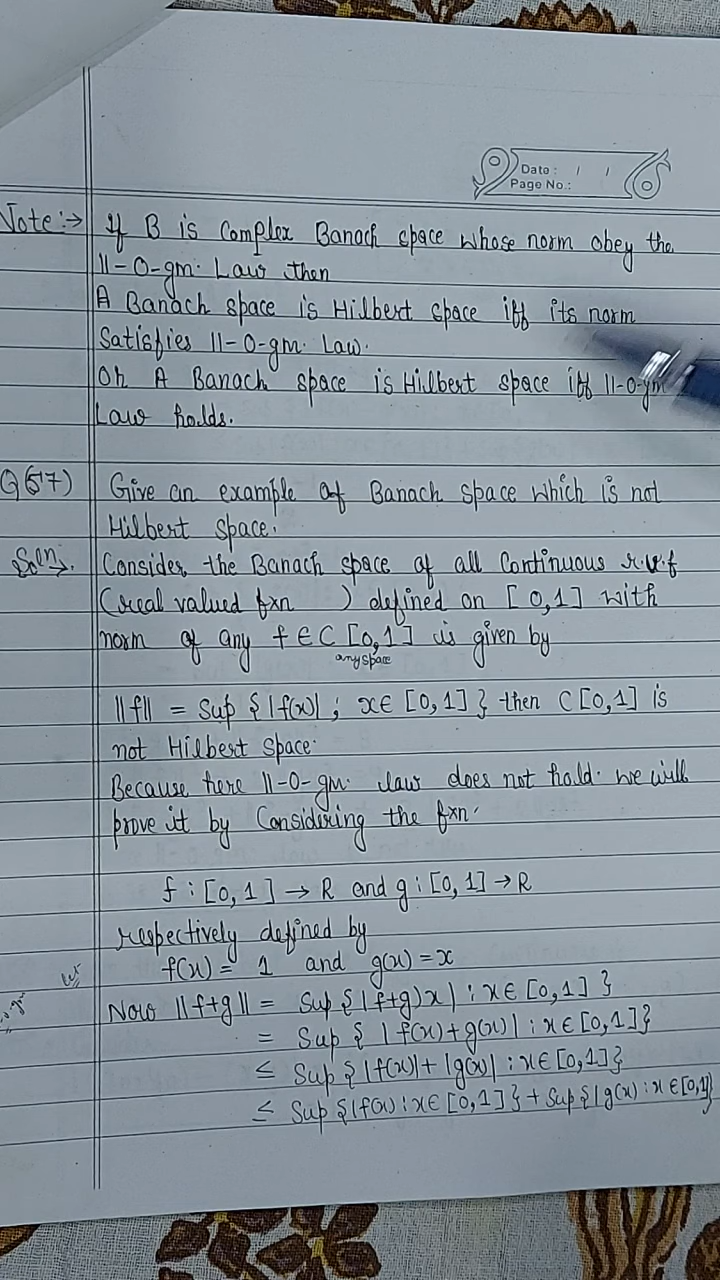 Date : / /
Page No.:
Note :→ If B is Complex Banach space whose norm obey the
11-0-gm. Law then
A Banach space is Hilbert space iff its norm
Satisfies 11-0-gm. Law.
OR A Banach space is Hilbert space iff 11-0-gm
Law holds.
Q(57) Give an example of Banach space which is not
Hilbert space.
Soln→. Consider the Banach space of all Continuous r.v.f
(real valued fxn ) defined on [0,1] with
norm of any f ∈ C [0,1] is given by
any space
||f|| = Sup {|f(x)| ; x∈ [0,1] } then C[0,1] is
not Hilbert space.
Because here 11-0-gm. law does not hold. we will
prove it by Considering the fxn.
f : [0,1] → R and g : [0,1] → R
respectively defined by
f(x) = 1 and g(x) = x
Now ||f+g|| = Sup {|f+g)x| : x∈ [0,1] }
= Sup { | f(x) + g(x)| : x∈ [0,1]}
≤ Sup {|f(x)| + |g(x)| : x∈ [0,1]}
≤ Sup {|f(x) : x∈ [0,1] } + Sup {|g(x) : x ∈ [0,1]}